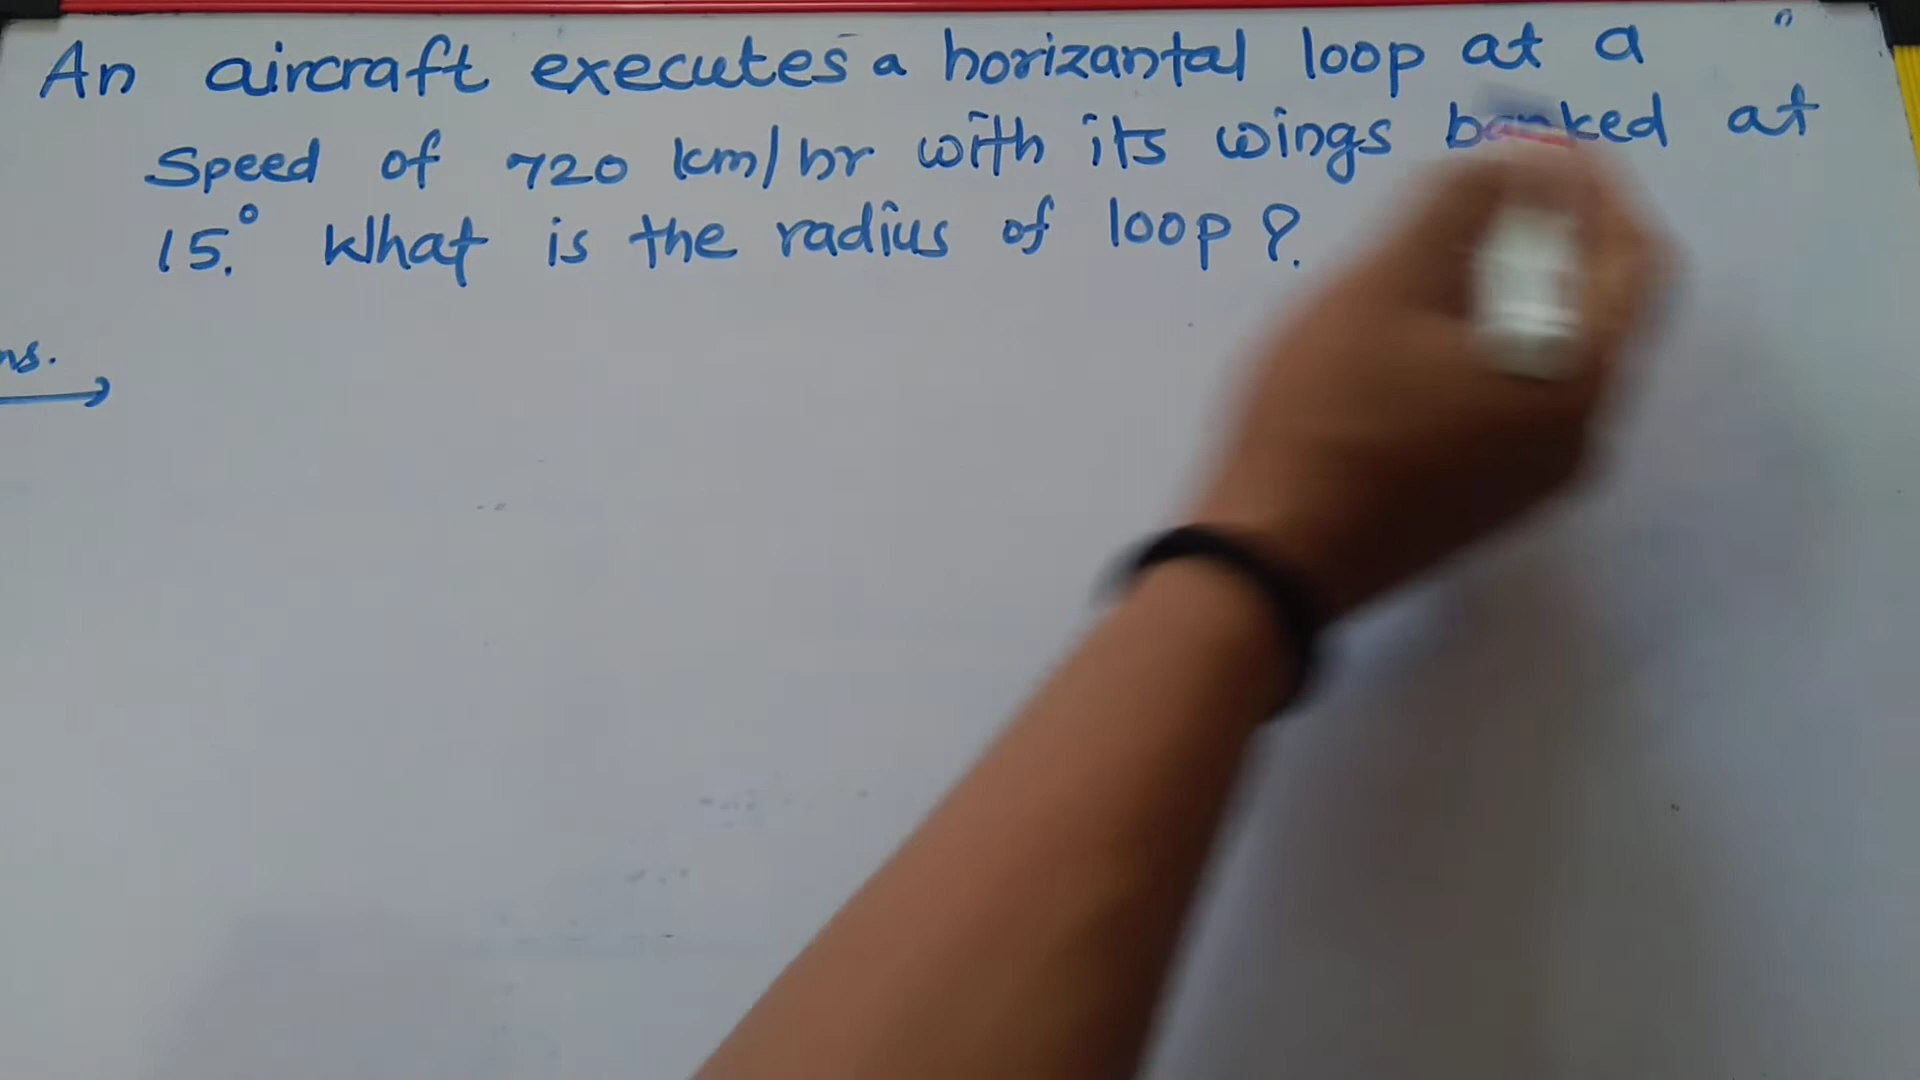 An aircraft executes a horizantal loop at a
Speed of 720 km/hr with its wings banked at
15.° What is the radius of loop ?
ns.